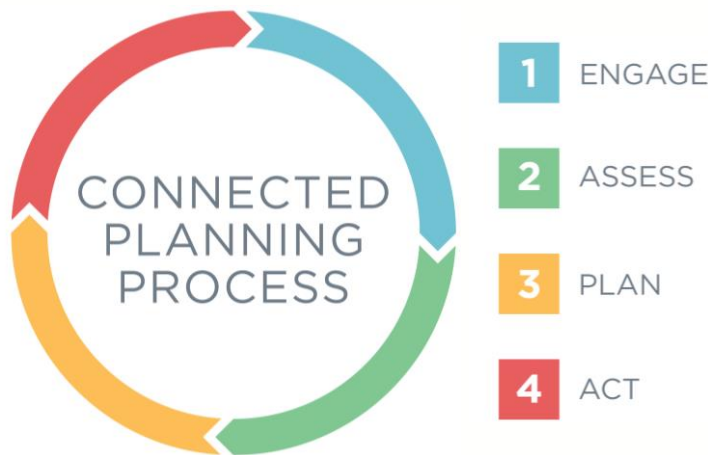 CONNECTED
PLANNING
PROCESS
1 ENGAGE
2 ASSESS
3 PLAN
4 ACT